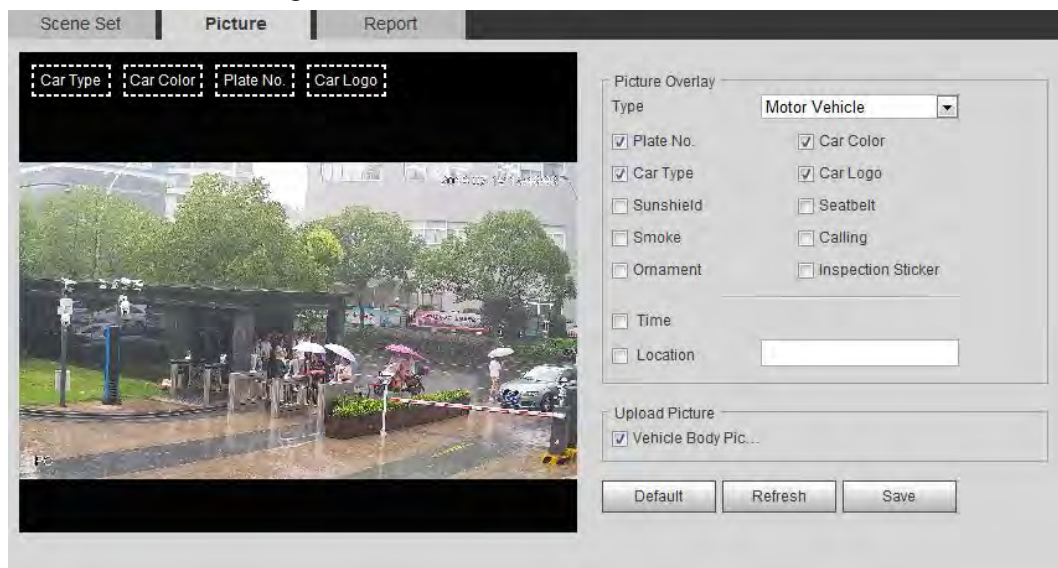 Scene Set Picture Report
Car Type Car Color Plate No. Car Logo
Picture Overlay
Type Motor Vehicle
Plate No. Car Color
Car Type Car Logo
Sunshield Seatbelt
Smoke Calling
Ornament Inspection Sticker
Time
Location
Upload Picture
Vehicle Body Pic...
Default Refresh Save